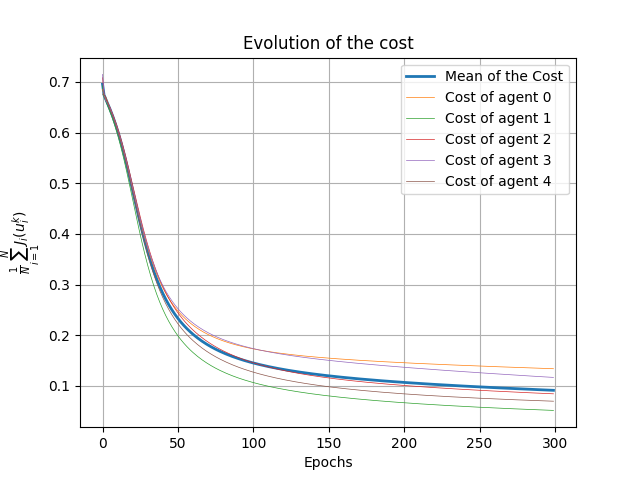 Evolution of the cost
0.7
0.6
0.5
0.4
0.3
0.2
0.1
$\frac{1}{N}\sum_{i=1}^{N} J_i(u_i^k)$
Mean of the Cost
Cost of agent 0
Cost of agent 1
Cost of agent 2
Cost of agent 3
Cost of agent 4
0 50 100 150 200 250 300
Epochs